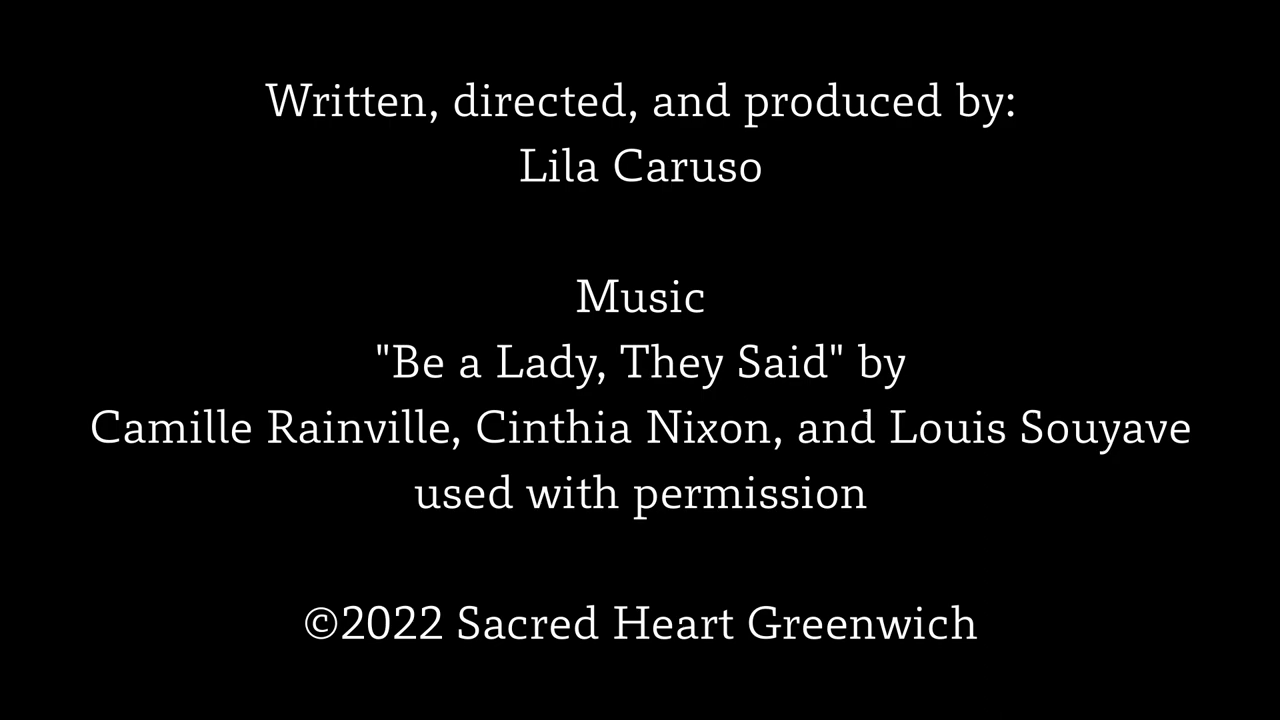 Written, directed, and produced by:
Lila Caruso
Music
"Be a Lady, They Said" by
Camille Rainville, Cinthia Nixon, and Louis Souyave
used with permission
©2022 Sacred Heart Greenwich